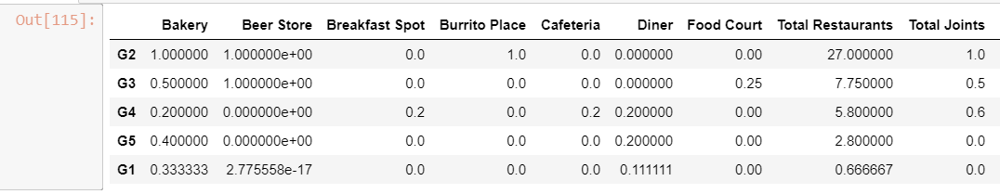 Out[115]:
Bakery Beer Store Breakfast Spot Burrito Place Cafeteria Diner Food Court Total Restaurants Total Joints
G2 1.000000 1.000000e+00 0.0 1.0 0.0 0.000000 0.00 27.000000 1.0
G3 0.500000 1.000000e+00 0.0 0.0 0.0 0.000000 0.25 7.750000 0.5
G4 0.200000 0.000000e+00 0.2 0.0 0.2 0.200000 0.00 5.800000 0.6
G5 0.400000 0.000000e+00 0.0 0.0 0.0 0.200000 0.00 2.800000 0.0
G1 0.333333 2.775558e-17 0.0 0.0 0.0 0.111111 0.00 0.666667 0.0